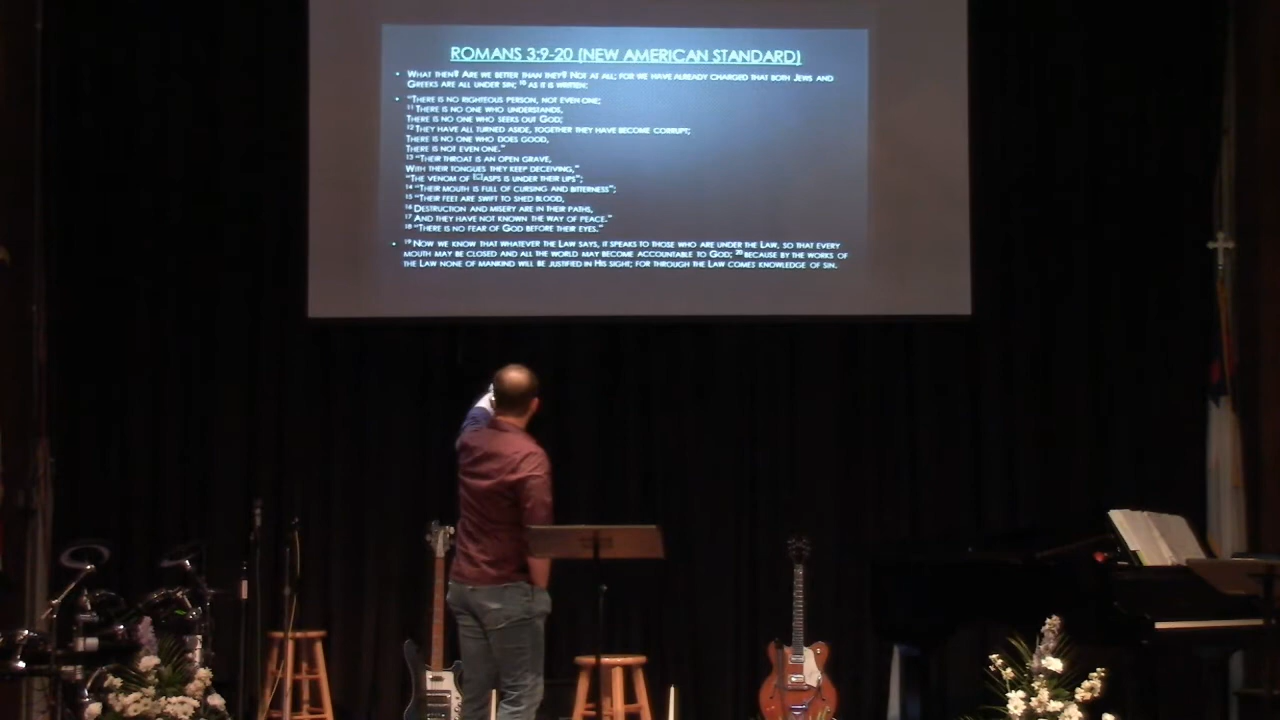 ROMANS 3:9-20 (NEW AMERICAN STANDARD)
• WHAT THEN? ARE WE BETTER THAN THEY? NOT AT ALL; FOR WE HAVE ALREADY CHARGED THAT BOTH JEWS AND
GREEKS ARE ALL UNDER SIN; 10 AS IT IS WRITTEN:
• "THERE IS NO RIGHTEOUS PERSON, NOT EVEN ONE;
11 THERE IS NO ONE WHO UNDERSTANDS,
THERE IS NO ONE WHO SEEKS OUT GOD;
12 THEY HAVE ALL TURNED ASIDE, TOGETHER THEY HAVE BECOME CORRUPT;
THERE IS NO ONE WHO DOES GOOD,
THERE IS NOT EVEN ONE."
13 "THEIR THROAT IS AN OPEN GRAVE,
WITH THEIR TONGUES THEY KEEP DECEIVING,"
"THE VENOM OF ASPS IS UNDER THEIR LIPS";
14 "THEIR MOUTH IS FULL OF CURSING AND BITTERNESS";
15 "THEIR FEET ARE SWIFT TO SHED BLOOD,
16 DESTRUCTION AND MISERY ARE IN THEIR PATHS,
17 AND THEY HAVE NOT KNOWN THE WAY OF PEACE."
18 "THERE IS NO FEAR OF GOD BEFORE THEIR EYES."
• 19 NOW WE KNOW THAT WHATEVER THE LAW SAYS, IT SPEAKS TO THOSE WHO ARE UNDER THE LAW, SO THAT EVERY
MOUTH MAY BE CLOSED AND ALL THE WORLD MAY BECOME ACCOUNTABLE TO GOD; 20 BECAUSE BY THE WORKS OF
THE LAW NONE OF MANKIND WILL BE JUSTIFIED IN HIS SIGHT; FOR THROUGH THE LAW COMES KNOWLEDGE OF SIN.